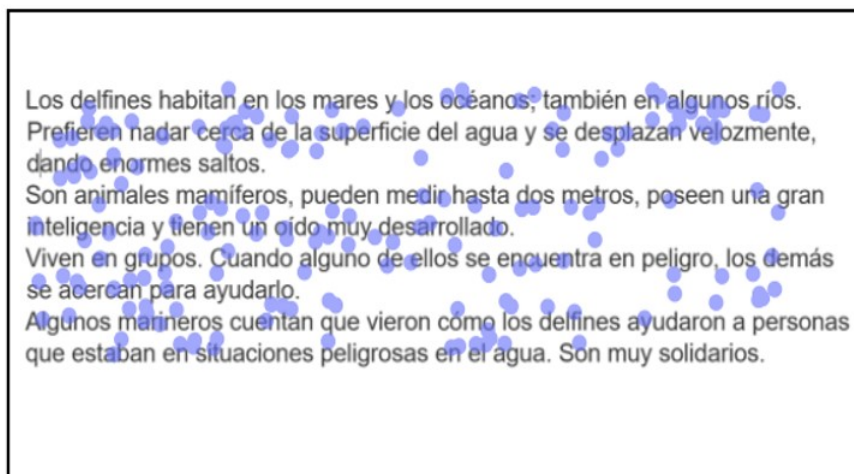 Los delfines habitan en los mares y los océanos; también en algunos ríos.
Prefieren nadar cerca de la superficie del agua y se desplazan velozmente,
dando enormes saltos.
Son animales mamíferos, pueden medir hasta dos metros, poseen una gran
inteligencia y tienen un oído muy desarrollado.
Viven en grupos. Cuando alguno de ellos se encuentra en peligro, los demás
se acercan para ayudarlo.
Algunos marineros cuentan que vieron cómo los delfines ayudaron a personas
que estaban en situaciones peligrosas en el agua. Son muy solidarios.